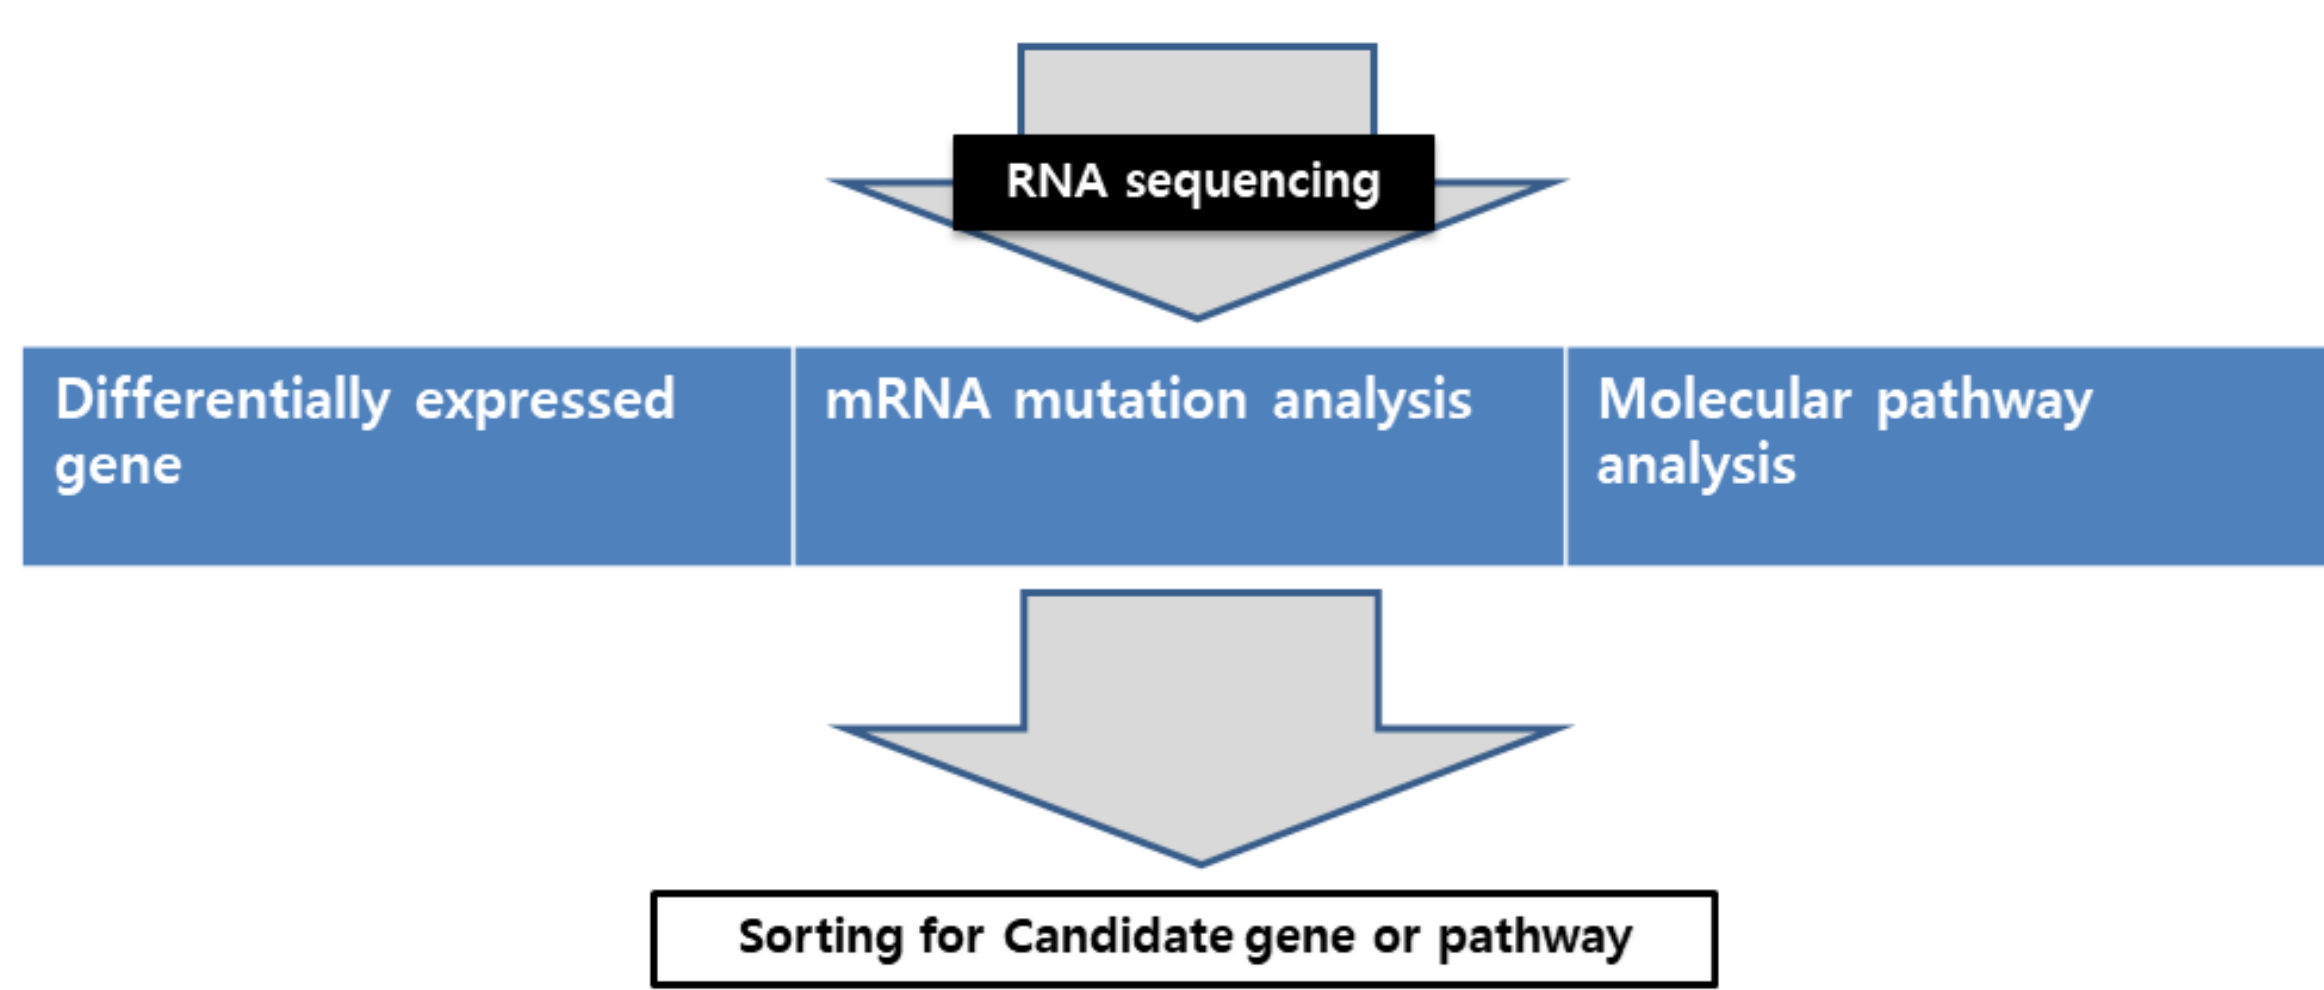 RNA sequencing
Differentially expressed
gene
mRNA mutation analysis
Molecular pathway
analysis
Sorting for Candidate gene or pathway